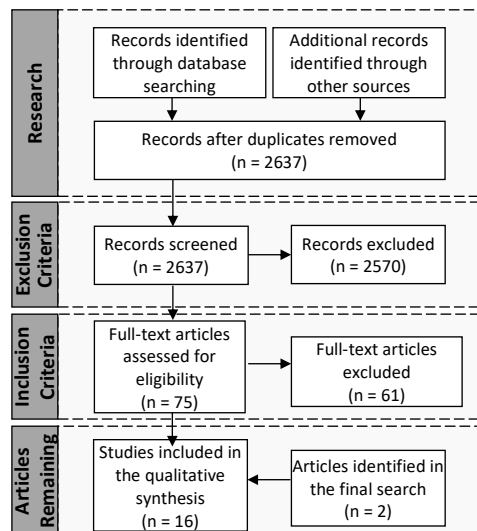 Research
Records identified
through database
searching
Additional records
identified through
other sources
Records after duplicates removed
(n = 2637)
Exclusion
Criteria
Records screened
(n = 2637)
Records excluded
(n = 2570)
Inclusion
Criteria
Full-text articles
assessed for
eligibility
(n = 75)
Full-text articles
excluded
(n = 61)
Articles
Remaining
Studies included in
the qualitative
synthesis
(n = 16)
Articles identified in
the final search
(n = 2)